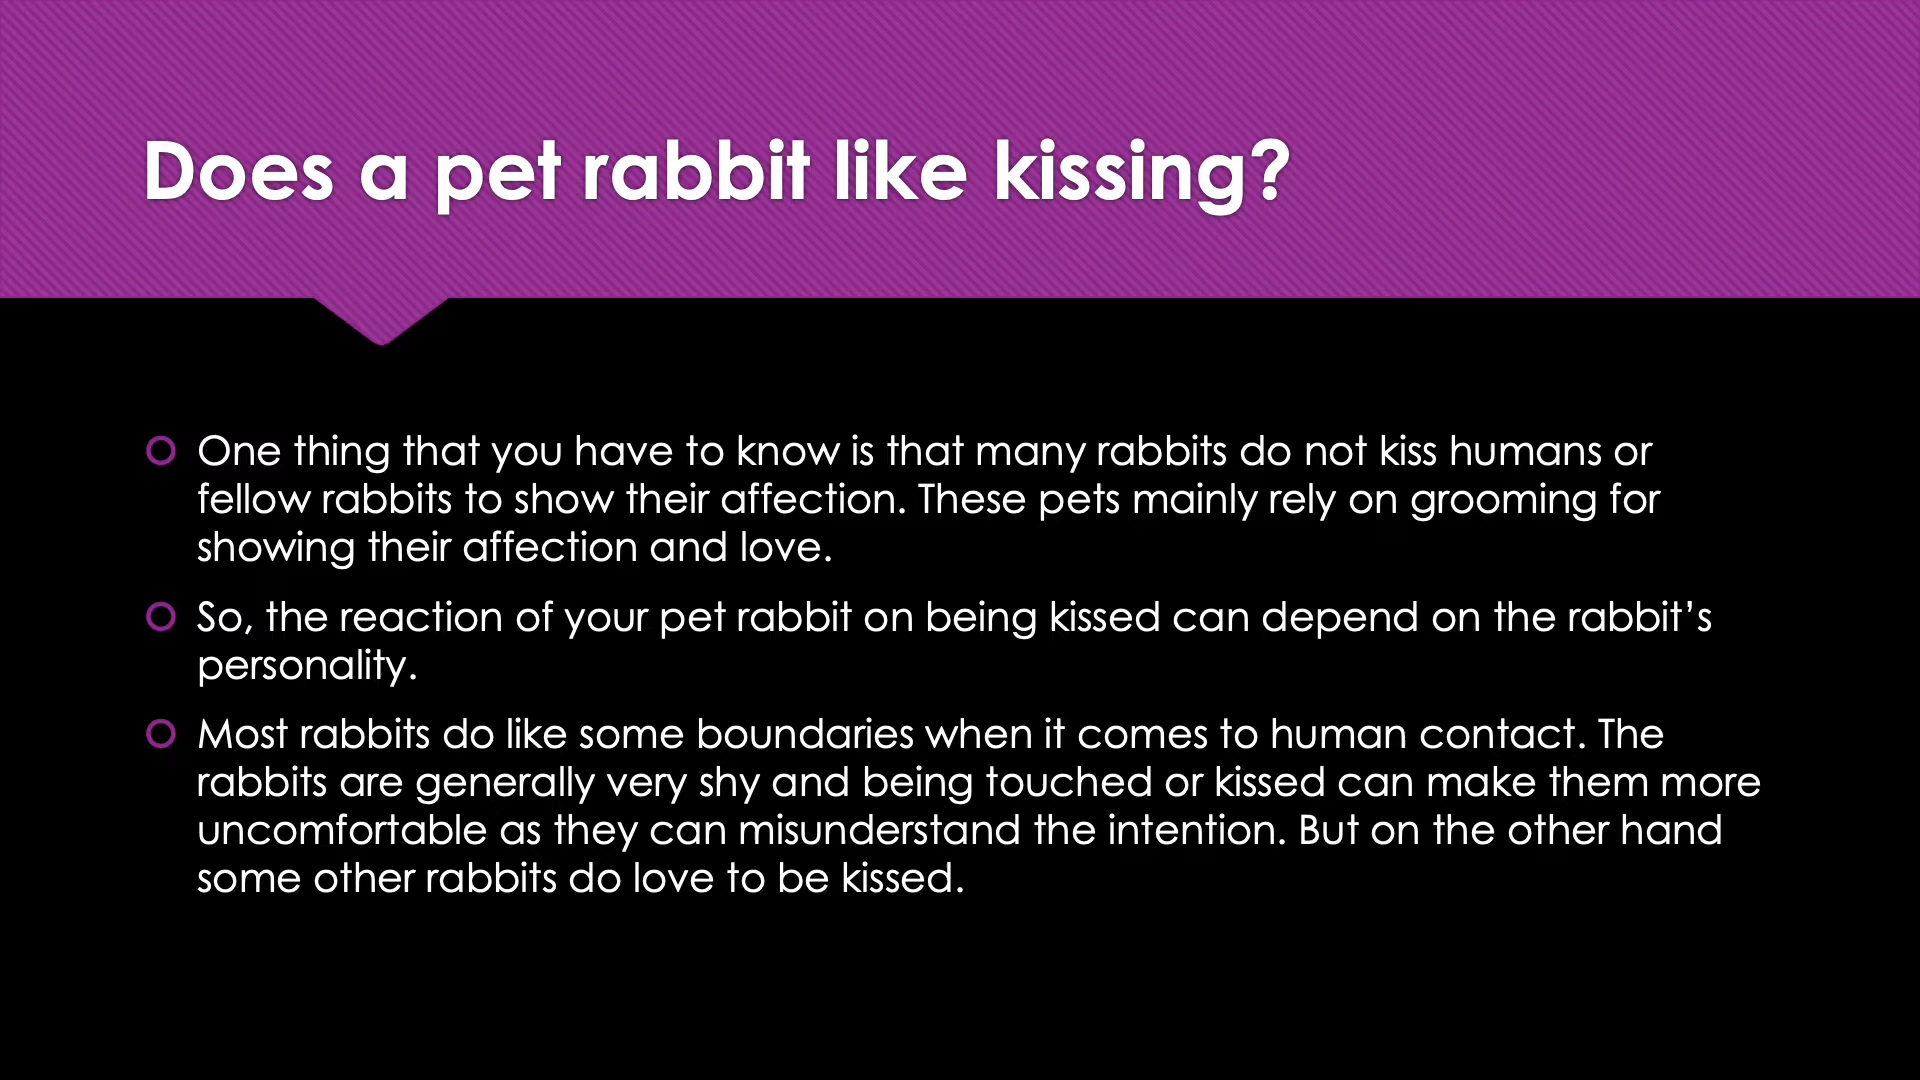 Does a pet rabbit like kissing?
One thing that you have to know is that many rabbits do not kiss humans or
fellow rabbits to show their affection. These pets mainly rely on grooming for
showing their affection and love.
So, the reaction of your pet rabbit on being kissed can depend on the rabbit’s
personality.
Most rabbits do like some boundaries when it comes to human contact. The
rabbits are generally very shy and being touched or kissed can make them more
uncomfortable as they can misunderstand the intention. But on the other hand
some other rabbits do love to be kissed.